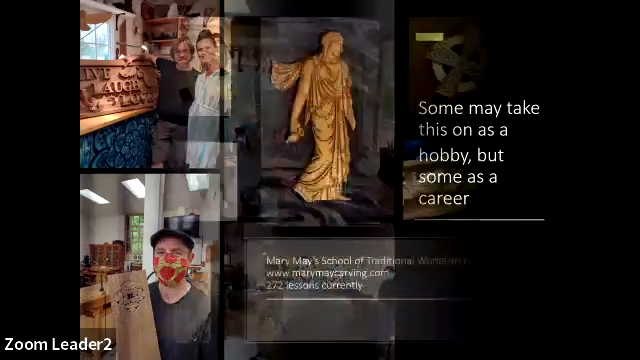 LIVE
LAUGH
LOVE
Some may take
this on as a
hobby, but
some as a
career
Mary May's School of Traditional
www.marymaycarving.com
272 lessons currently
Zoom Leader2